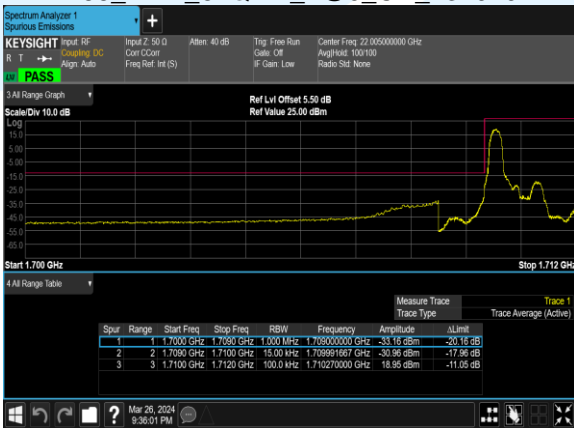 Spectrum Analyzer 1
Spurious Emissions
+
KEYSIGHT Input: RF Input Z: 50 Ω Atten: 40 dB Trig: Free Run Center Freq: 22.005000000 GHz
R T Coupling: DC Corr CCorr Gate: Off Avg|Hold: 100/100
Align: Auto Freq Ref: Int (S) IF Gain: Low Radio Std: None
PASS
3 All Range Graph
Ref Lvl Offset 5.50 dB
Scale/Div 10.0 dB Ref Value 25.00 dBm
Log
15.0
5.00
-5.00
-15.0
-25.0
-35.0
-45.0
-55.0
-65.0
Start 1.700 GHz Stop 1.712 GHz
4 All Range Table
Measure Trace Trace 1
Trace Type Trace Average (Active)
Spur Range Start Freq Stop Freq RBW Frequency Amplitude ΔLimit
1 1 1.7000 GHz 1.7090 GHz 1.000 MHz 1.709000000 GHz -33.16 dBm -20.16 dB
2 2 1.7090 GHz 1.7100 GHz 15.00 kHz 1.709991667 GHz -30.96 dBm -17.96 dB
3 3 1.7100 GHz 1.7120 GHz 100.0 kHz 1.710270000 GHz 18.95 dBm -11.05 dB
? Mar 26, 2024
9:36:01 PM